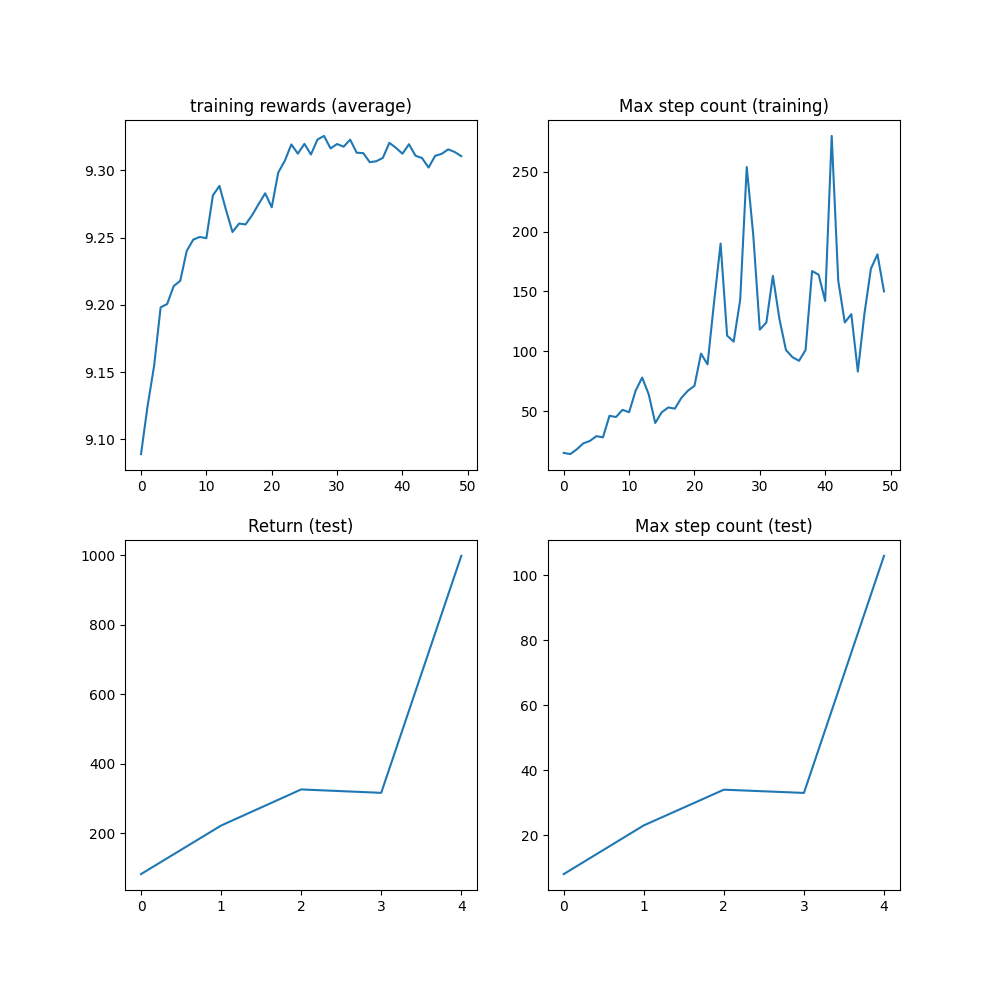 training rewards (average)
9.30
9.25
9.20
9.15
9.10
0 10 20 30 40 50
Max step count (training)
250
200
150
100
50
0 10 20 30 40 50
Return (test)
1000
800
600
400
200
0 1 2 3 4
Max step count (test)
100
80
60
40
20
0 1 2 3 4